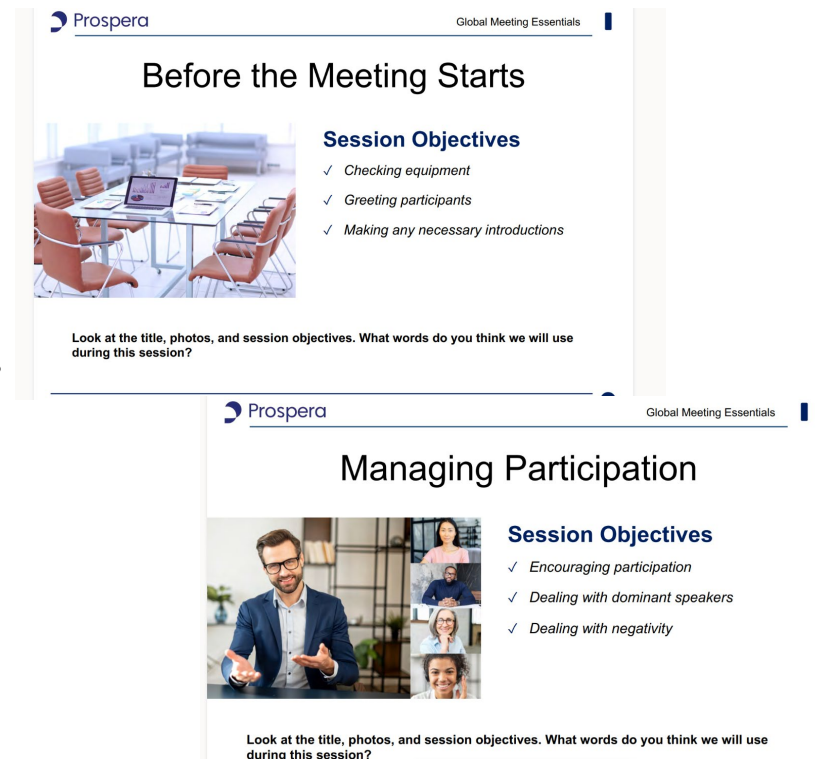 Prospera
Global Meeting Essentials
Before the Meeting Starts
Session Objectives
✓ Checking equipment
✓ Greeting participants
✓ Making any necessary introductions
Look at the title, photos, and session objectives. What words do you think we will use
during this session?
Prospera
Global Meeting Essentials
Managing Participation
Session Objectives
✓ Encouraging participation
✓ Dealing with dominant speakers
✓ Dealing with negativity
Look at the title, photos, and session objectives. What words do you think we will use
during this session?